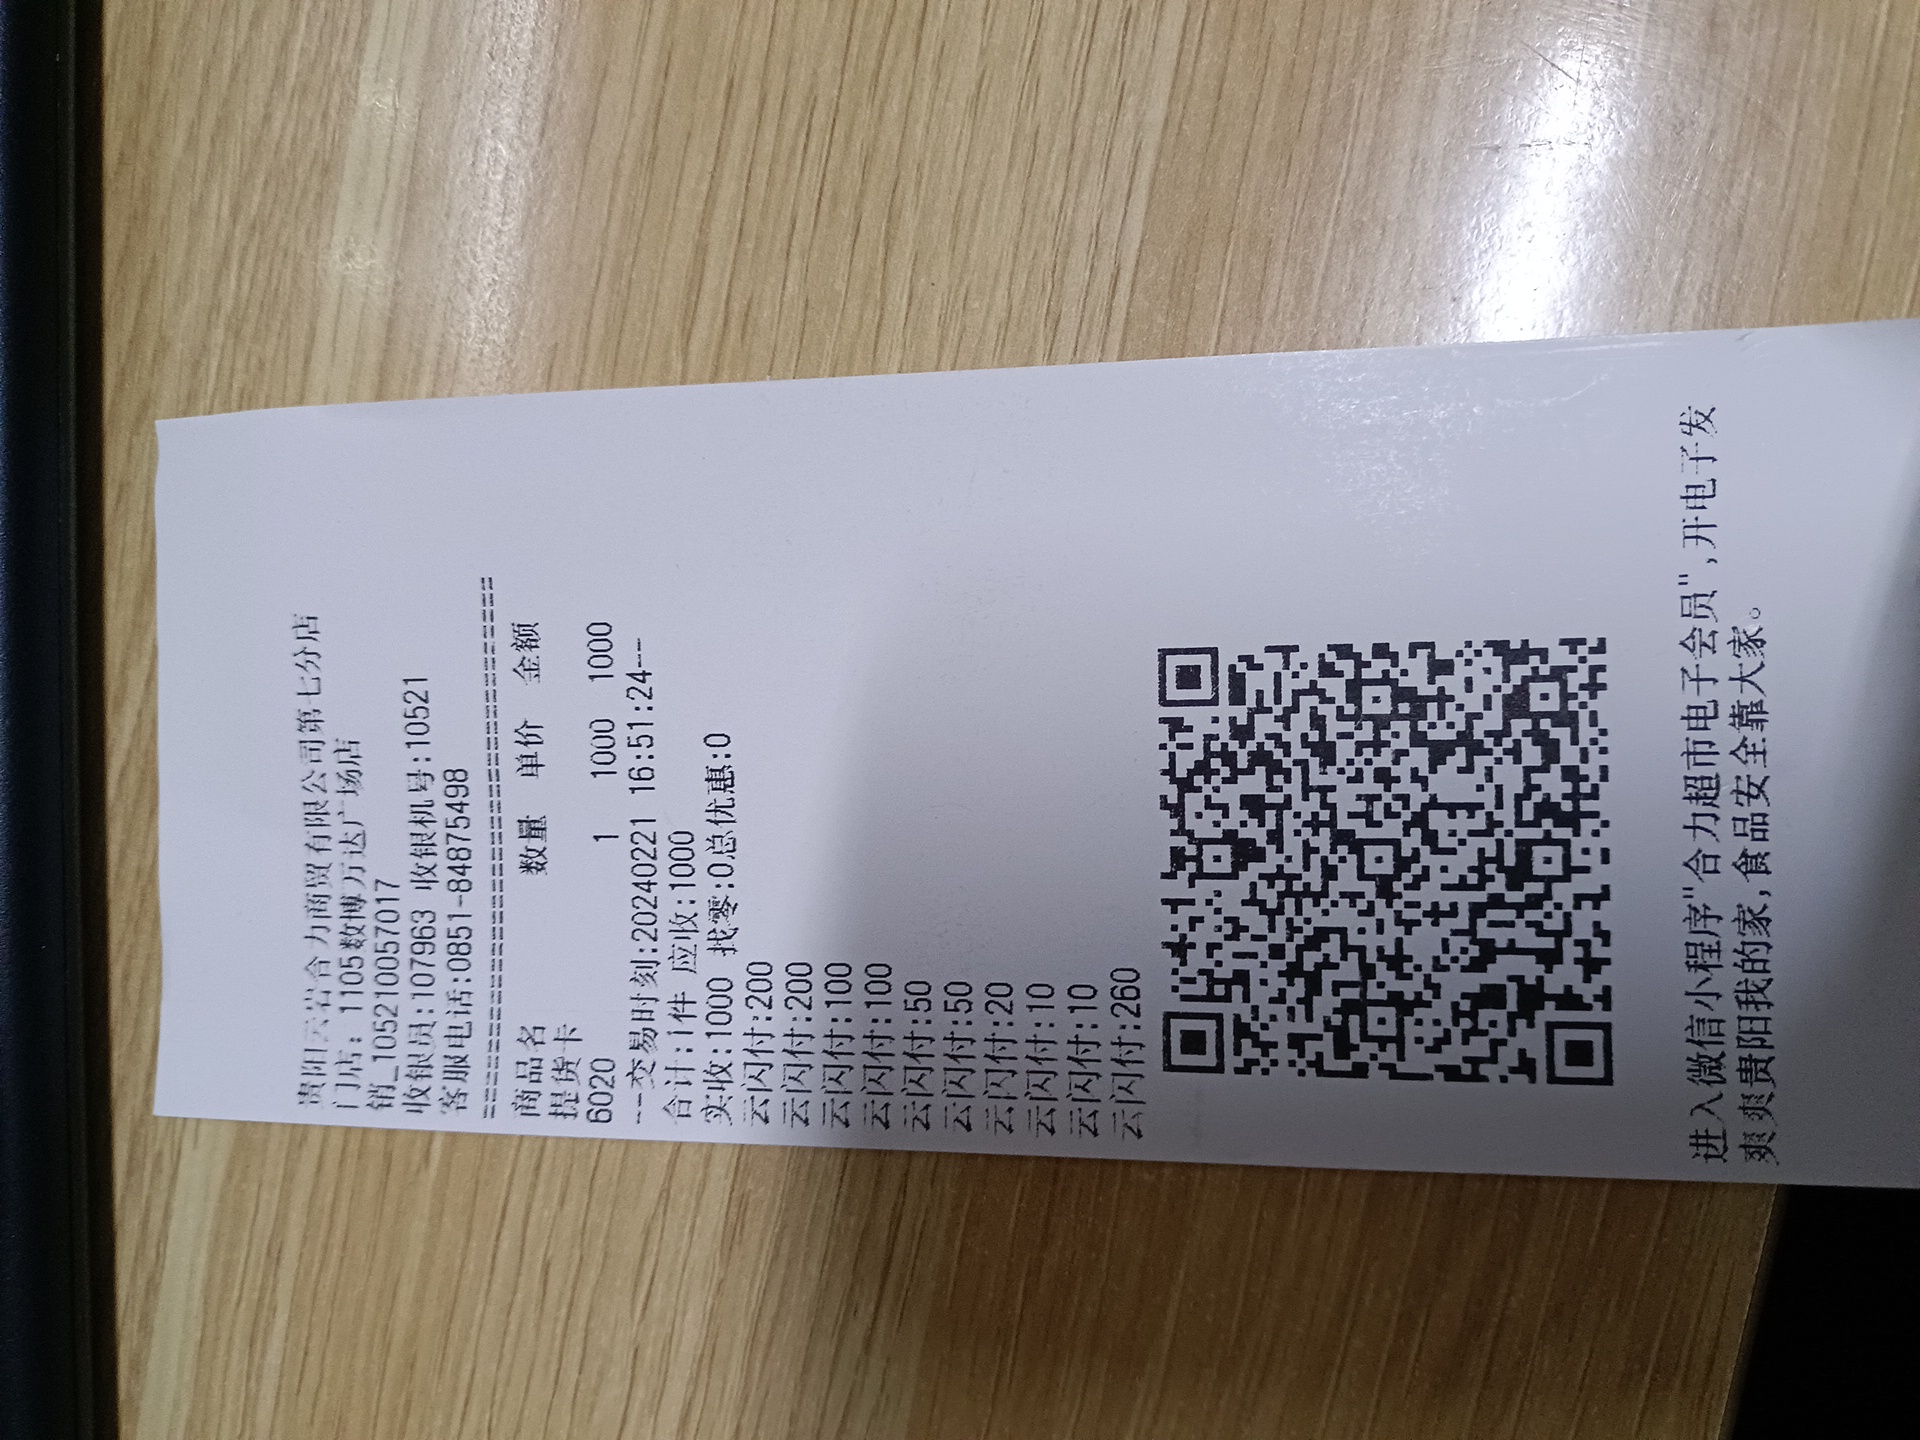 贵阳云岩合力商贸有限公司第七分店
门店: 1105数博万达广场店
销_105210057017
收银员:107963 收银机号:10521
客服电话:0851-84875498
==================================
商品名 数量 单价 金额
提货卡
6020 1 1000 1000
--交易时刻:20240221 16:51:24--
合计:1件 应收:1000
实收:1000 找零:0总优惠:0
云闪付:200
云闪付:200
云闪付:100
云闪付:100
云闪付:50
云闪付:50
云闪付:20
云闪付:10
云闪付:10
云闪付:260
进入微信小程序"合力超市电子会员",开电子发
爽爽贵阳我的家,食品安全靠大家。